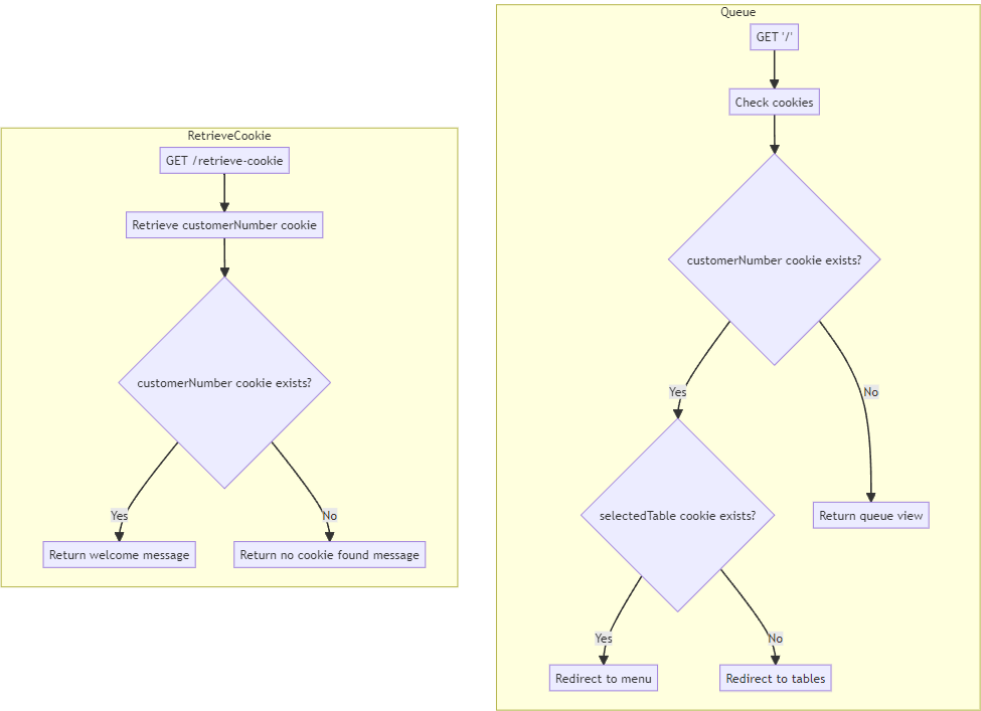 RetrieveCookie
GET /retrieve-cookie
Retrieve customerNumber cookie
customerNumber cookie exists?
Yes
No
Return welcome message
Return no cookie found message
Queue
GET '/'
Check cookies
customerNumber cookie exists?
Yes
No
selectedTable cookie exists?
Return queue view
Yes
No
Redirect to menu
Redirect to tables